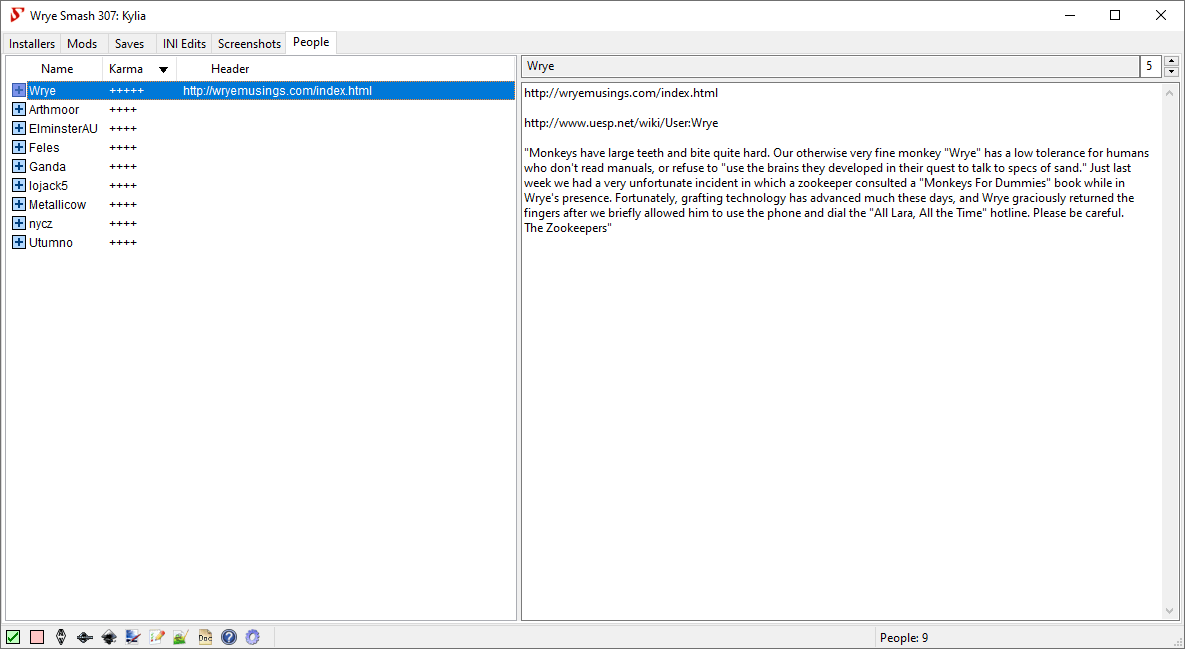 Wrye Smash 307: Kylia
Installers Mods Saves INI Edits Screenshots People
Name Karma Header
Wrye +++++ http://wryemusings.com/index.html
Arthmoor ++++
ElminsterAU ++++
Feles ++++
Ganda ++++
lojack5 ++++
Metallicow ++++
nycz ++++
Utumno ++++
Wrye 5
http://wryemusings.com/index.html
http://www.uesp.net/wiki/User:Wrye
"Monkeys have large teeth and bite quite hard. Our otherwise very fine monkey "Wrye" has a low tolerance for humans
who don't read manuals, or refuse to "use the brains they developed in their quest to talk to specs of sand." Just last
week we had a very unfortunate incident in which a zookeeper consulted a "Monkeys For Dummies" book while in
Wrye's presence. Fortunately, grafting technology has advanced much these days, and Wrye graciously returned the
fingers after we briefly allowed him to use the phone and dial the "All Lara, All the Time" hotline. Please be careful.
The Zookeepers"
Doc
People: 9